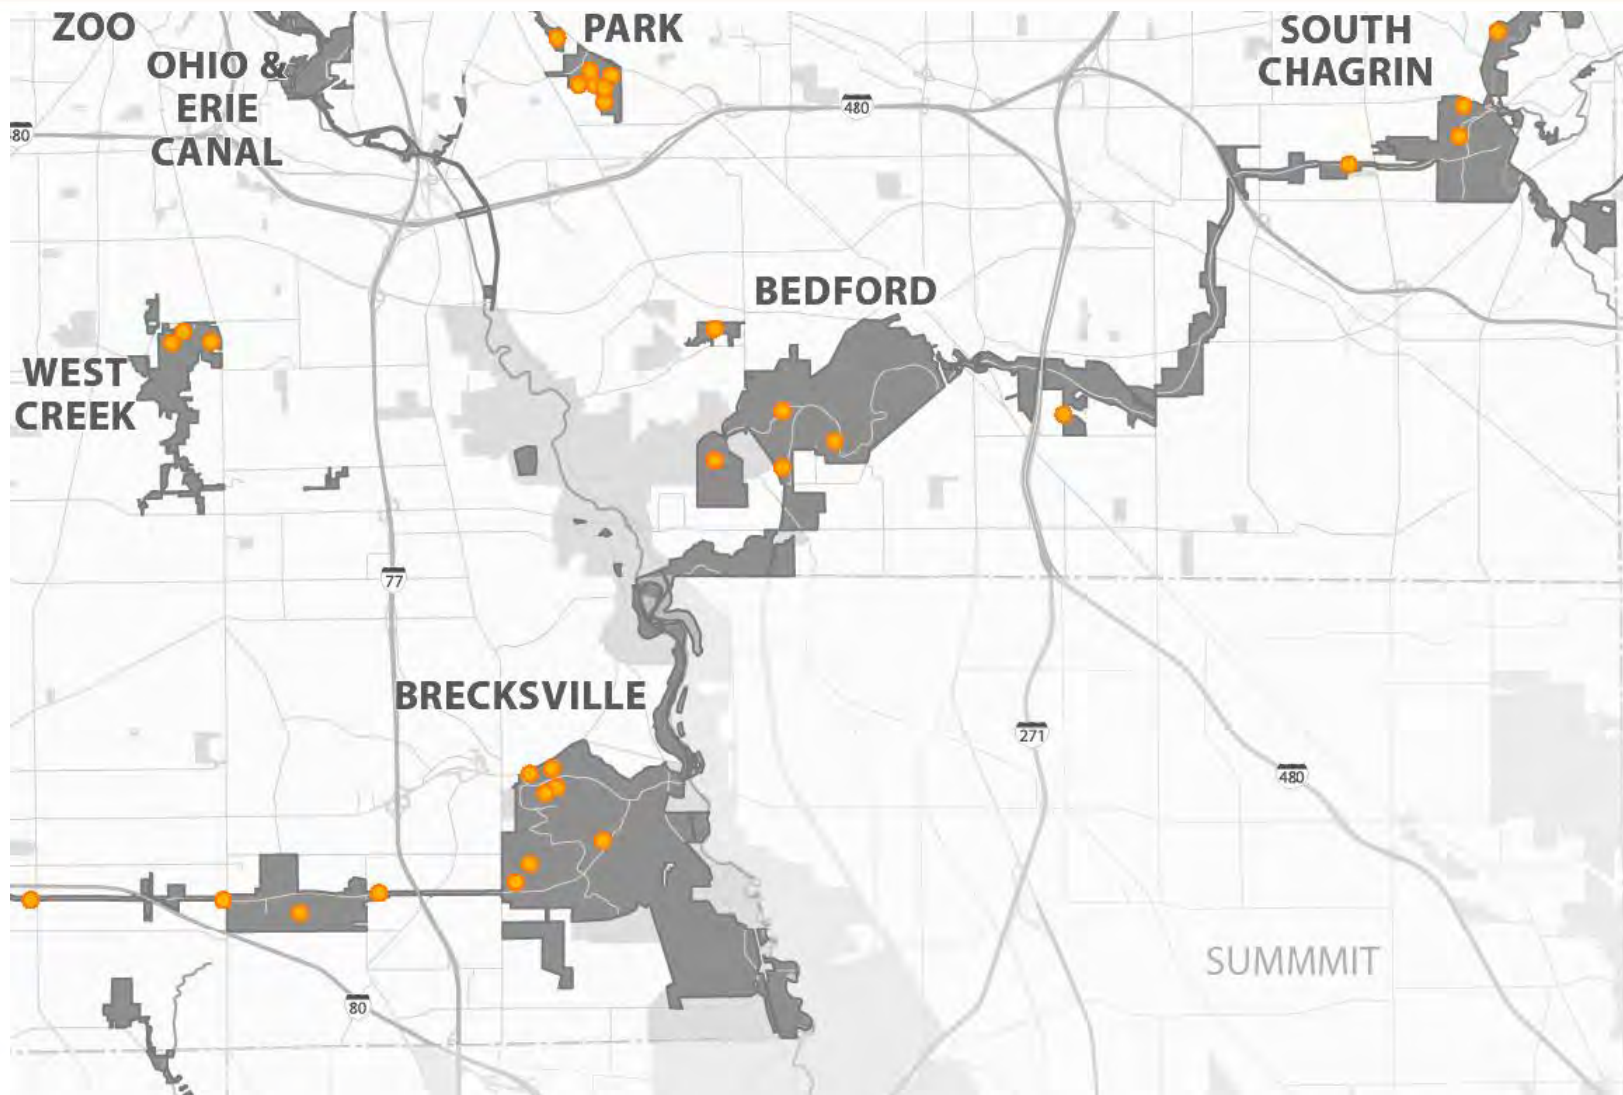 ZOO
PARK
SOUTH
CHAGRIN
OHIO &
ERIE
CANAL
480
80
BEDFORD
WEST
CREEK
77
BRECKSVILLE
271
480
SUMMMIT
80